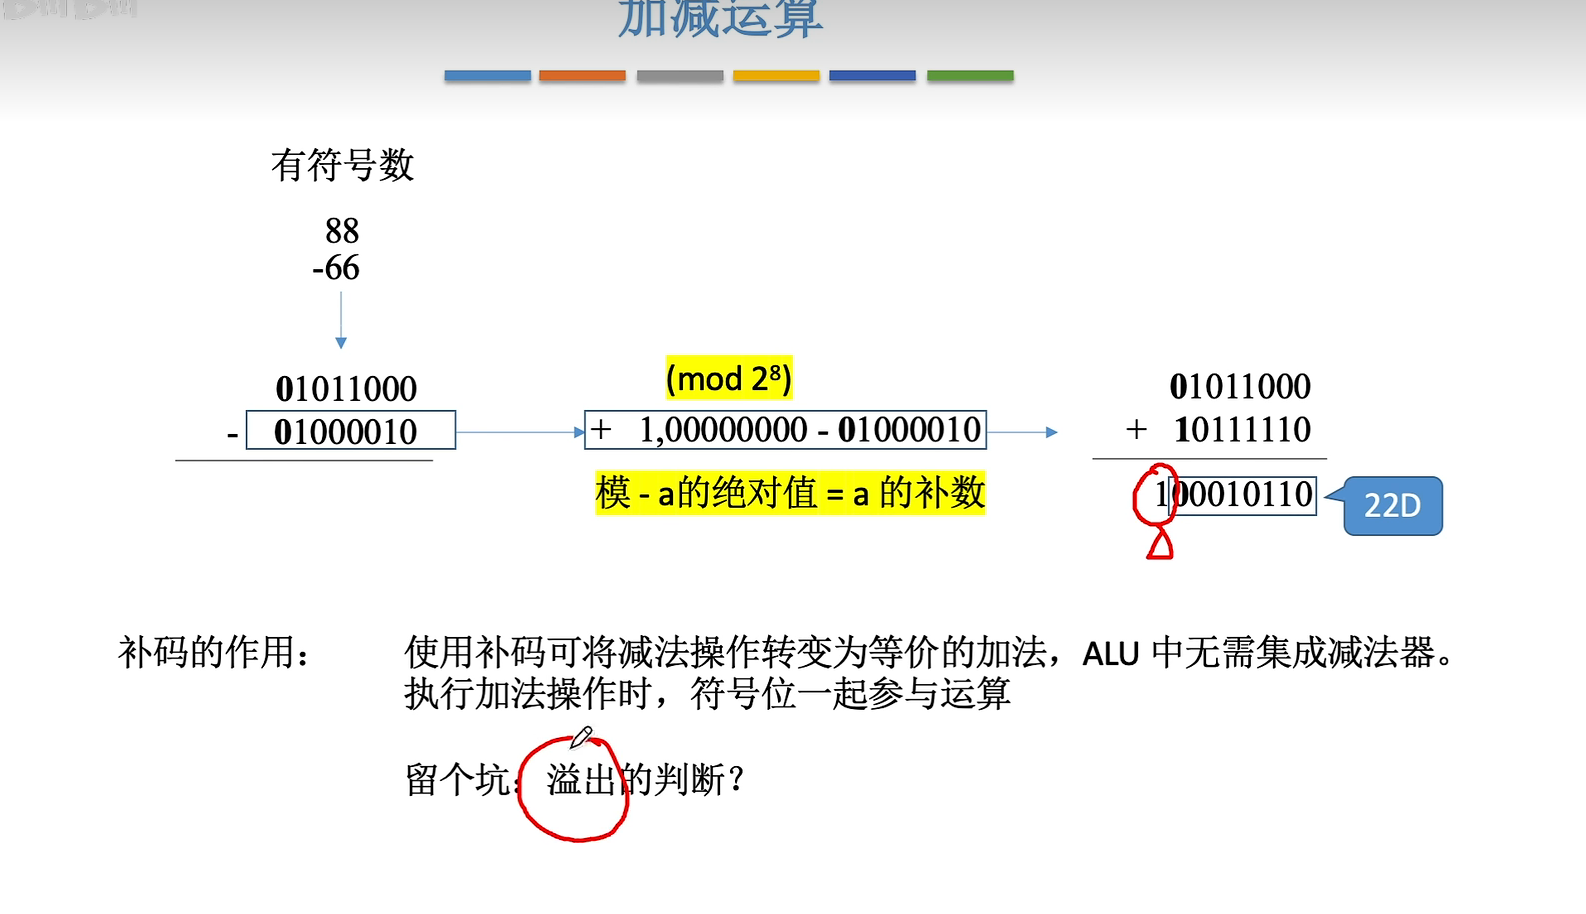 加减运算
有符号数
88
-66
01011000
- 01000010
(mod 2⁸)
+ 1,00000000 - 01000010
模 - a的绝对值 = a 的补数
01011000
+ 10111110
100010110
22D
补码的作用：
使用补码可将减法操作转变为等价的加法，ALU 中无需集成减法器。
执行加法操作时，符号位一起参与运算
留个坑：溢出的判断？